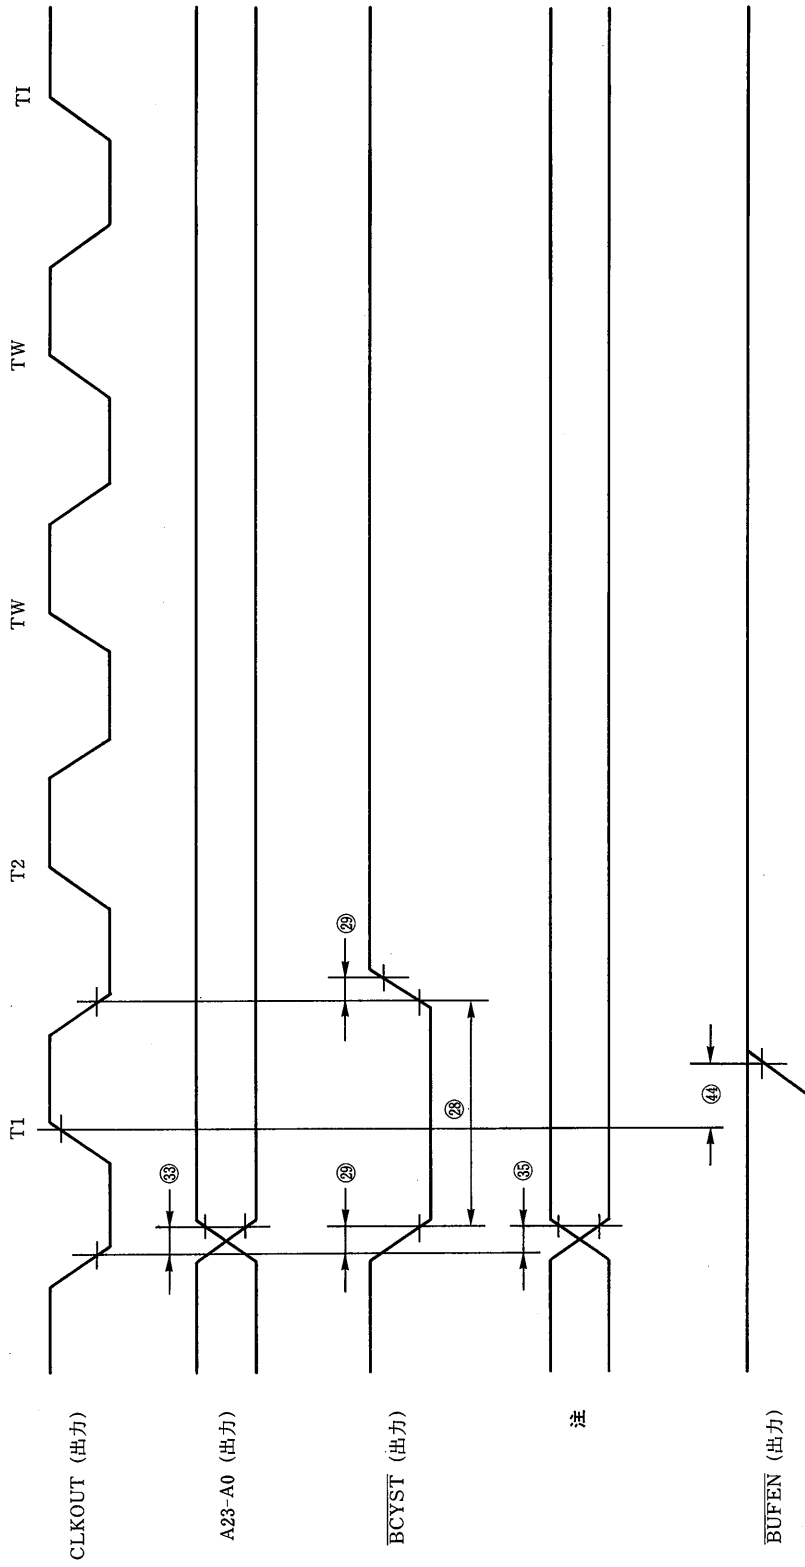 T1 T2 TW TW TI
CLKOUT (出力)
㉝
A23-A0 (出力)
㉙ ㉙
㉘
BCYST (出力)
㉟
注
㊹
BUFEN (出力)